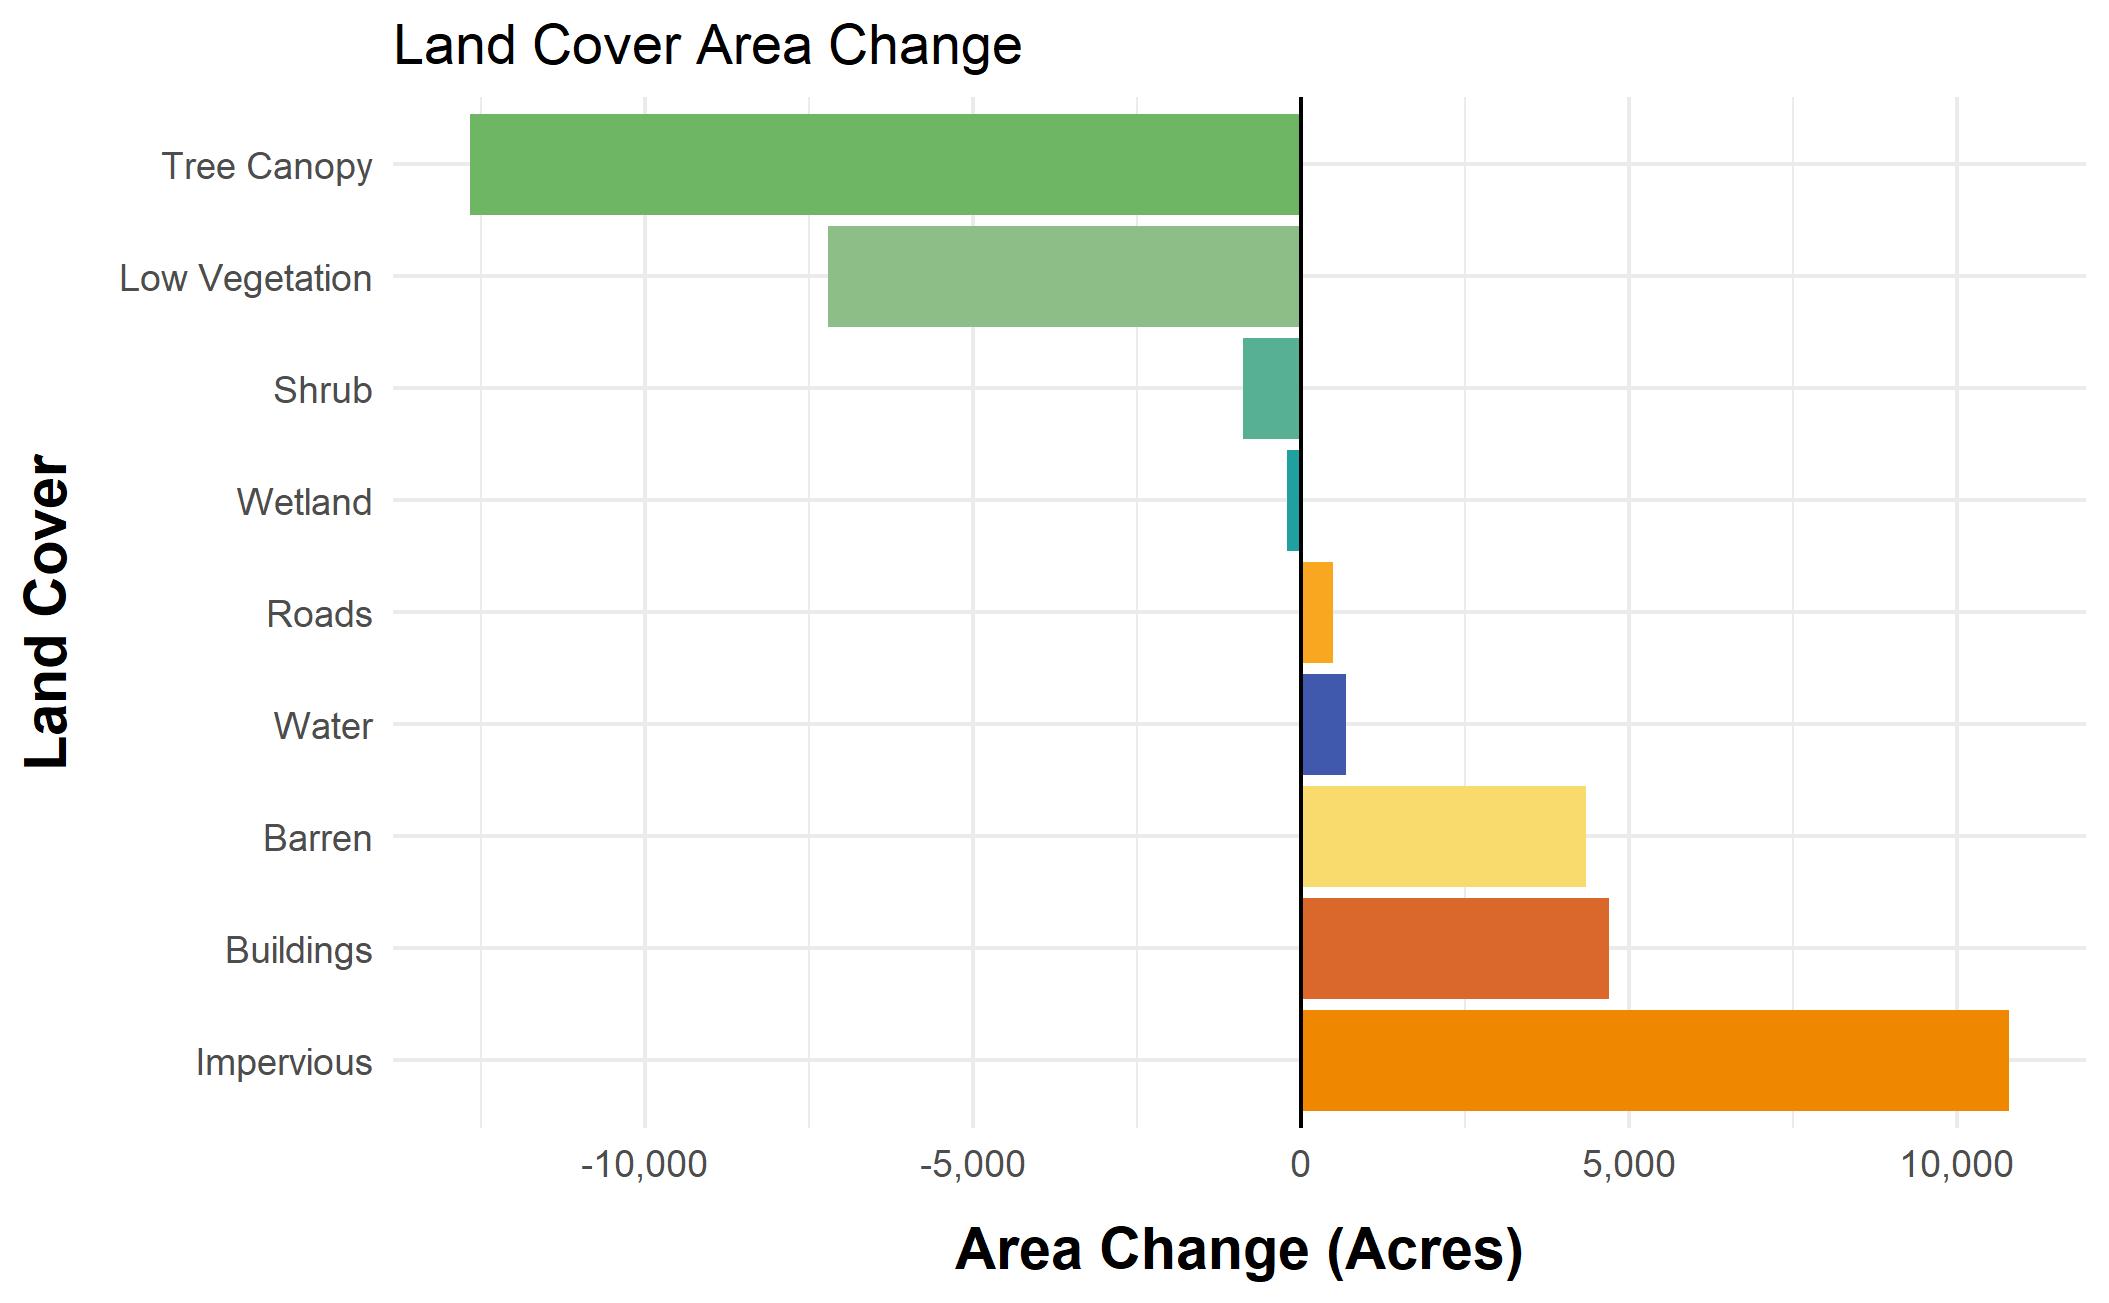 Land Cover Area Change
Land Cover
Tree Canopy
Low Vegetation
Shrub
Wetland
Roads
Water
Barren
Buildings
Impervious
-10,000
-5,000
0
5,000
10,000
Area Change (Acres)